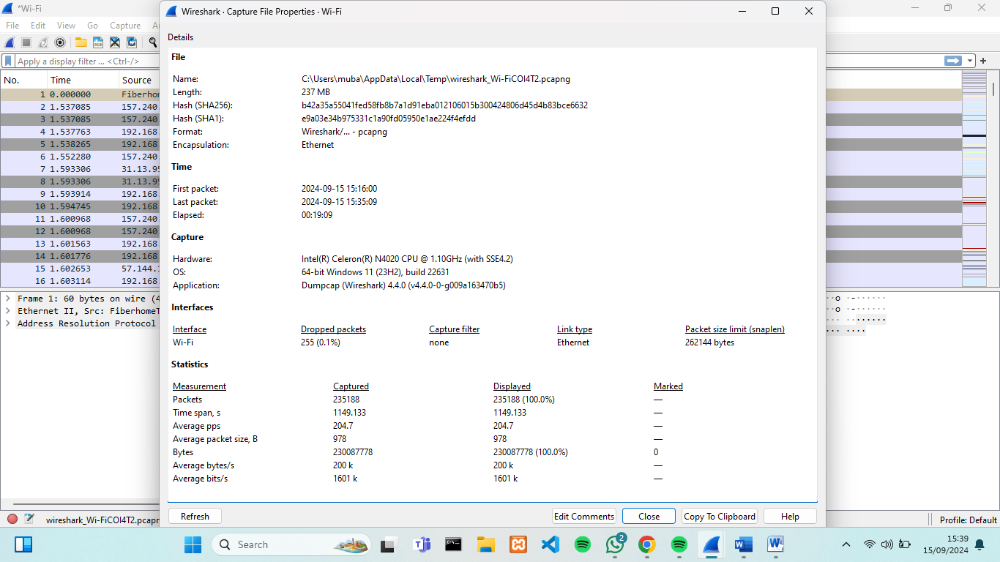 *Wi-Fi
File Edit View Go Capture
Apply a display filter ... <Ctrl-/>
No. Time Source
1 0.000000 Fiberhom
2 1.537085 157.240.
3 1.537085 157.240.
4 1.537763 192.168.
5 1.538265 192.168.
6 1.552280 157.240.
7 1.593306 31.13.95
8 1.593306 31.13.95
9 1.593914 192.168.
10 1.594745 192.168.
11 1.600968 157.240.
12 1.600968 157.240.
13 1.601563 192.168.
14 1.601776 192.168.
15 1.602653 57.144.1
16 1.603114 192.168.
Frame 1: 60 bytes on wire (4
Ethernet II, Src: FiberhomeT
Address Resolution Protocol
wireshark_Wi-FiCOI4T2.pcapn
Profile: Default
Wireshark · Capture File Properties · Wi-Fi
Details
File
Name: C:\Users\muba\AppData\Local\Temp\wireshark_Wi-FiCOI4T2.pcapng
Length: 237 MB
Hash (SHA256): b42a35a55041fed58fb8b7a1d91eba012106015b300424806d45d4b83bce6632
Hash (SHA1): e9a03e34b975331c1a90fd05950e1ae224f4efdd
Format: Wireshark/... - pcapng
Encapsulation: Ethernet
Time
First packet: 2024-09-15 15:16:00
Last packet: 2024-09-15 15:35:09
Elapsed: 00:19:09
Capture
Hardware: Intel(R) Celeron(R) N4020 CPU @ 1.10GHz (with SSE4.2)
OS: 64-bit Windows 11 (23H2), build 22631
Application: Dumpcap (Wireshark) 4.4.0 (v4.4.0-0-g009a163470b5)
Interfaces
Interface Dropped packets Capture filter Link type Packet size limit (snaplen)
Wi-Fi 255 (0.1%) none Ethernet 262144 bytes
Statistics
Measurement Captured Displayed Marked
Packets 235188 235188 (100.0%) —
Time span, s 1149.133 1149.133 —
Average pps 204.7 204.7 —
Average packet size, B 978 978 —
Bytes 230087778 230087778 (100.0%) 0
Average bytes/s 200 k 200 k —
Average bits/s 1601 k 1601 k —
Refresh Edit Comments Close Copy To Clipboard Help
Search
2
15:39
15/09/2024